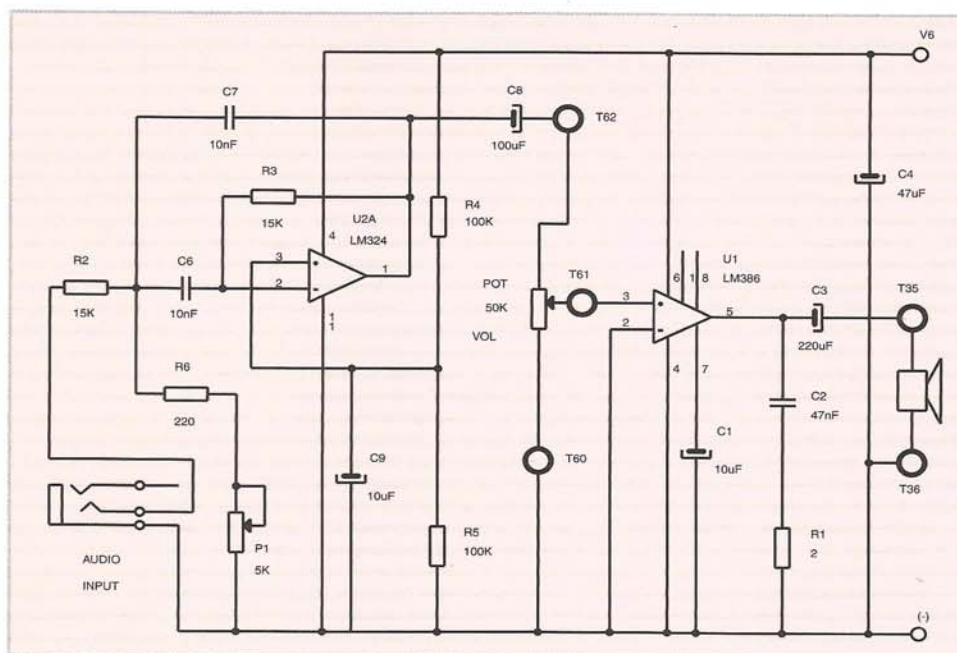 V6
C7
10nF
C8
100uF
T62
R3
15K
U2A
LM324
4
3
2
1
1
1
R4
100K
C4
47uF
R2
15K
C6
10nF
POT
50K
VOL
T61
U1
LM386
6
1
8
3
2
5
4
7
C3
220uF
T35
R6
220
C9
10uF
T60
C1
10uF
C2
47nF
T36
P1
5K
R5
100K
R1
2
AUDIO
INPUT
(-)